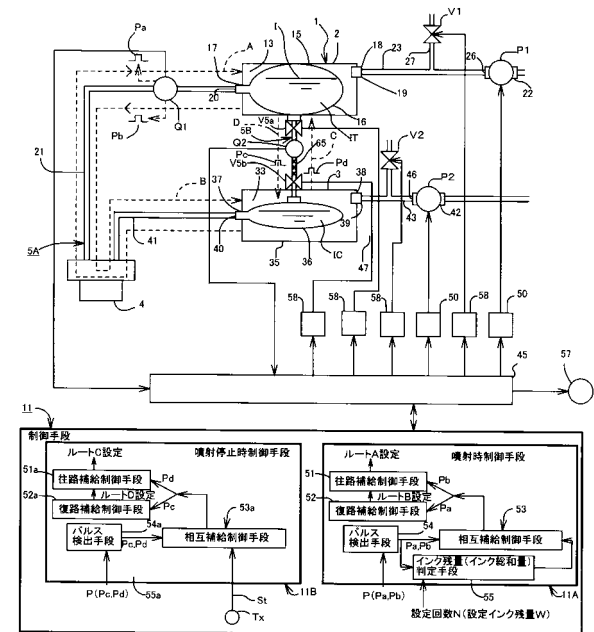 Pa
A
17
13
I
15
1
2
18
23
V1
27
26
P1
19
22
20
Q1
Pb
16
IT
V5a
D
5B
C
Q2
65
V2
21
Pc
Pd
V5b
3
38
46
P2
B
37
33
39
43
42
5A
40
41
35
36
IC
47
4
58
58
58
50
58
50
45
57
11
制御手段
ルートC設定
噴射停止時制御手段
51a
往路補給制御手段
Pd
ルートD設定
52a
復路補給制御手段
Pc
53a
54a
パルス検出手段
Pc,Pd
相互補給制御手段
P(Pc,Pd)
55a
St
Tx
11B
ルートA設定
噴射時制御手段
51
往路補給制御手段
Pb
ルートB設定
52
復路補給制御手段
Pa
53
54
パルス検出手段
Pa,Pb
相互補給制御手段
インク残量(インク総和量)
判定手段
P(Pa,Pb)
55
11A
設定回数N(設定インク残量W)